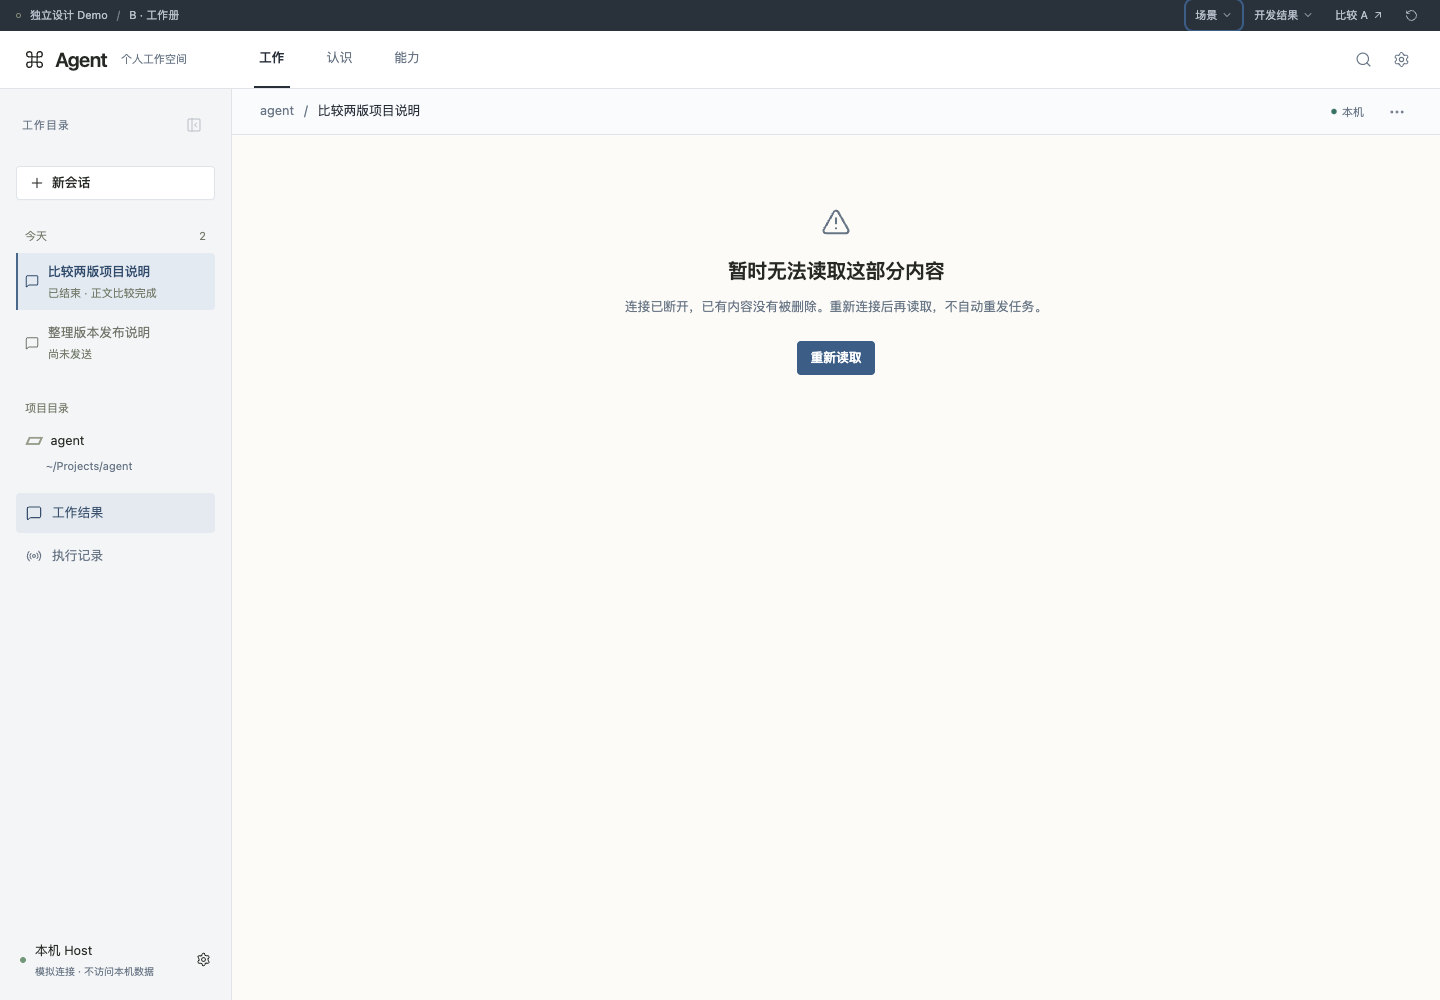 独立设计 Demo / B · 工作册
场景
开发结果
比较 A
Agent 个人工作空间
工作
认识
能力
工作目录
agent / 比较两版项目说明
本机
新会话
今天 2
比较两版项目说明
已结束 · 正文比较完成
整理版本发布说明
尚未发送
项目目录
agent
~/Projects/agent
工作结果
执行记录
暂时无法读取这部分内容
连接已断开，已有内容没有被删除。重新连接后再读取，不自动重发任务。
重新读取
本机 Host
模拟连接 · 不访问本机数据